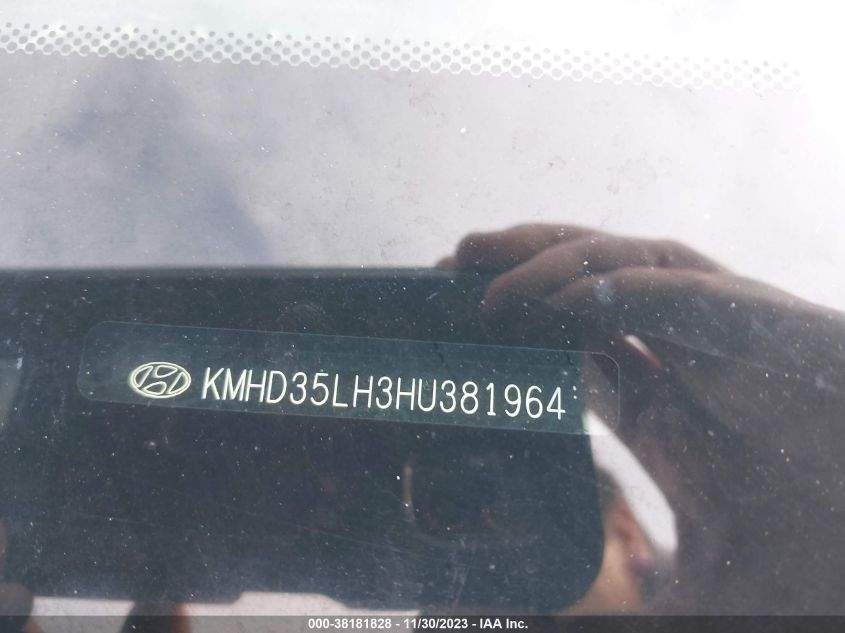 KMHD35LH3HU381964
000-38181828 - 11/30/2023 - IAA Inc.